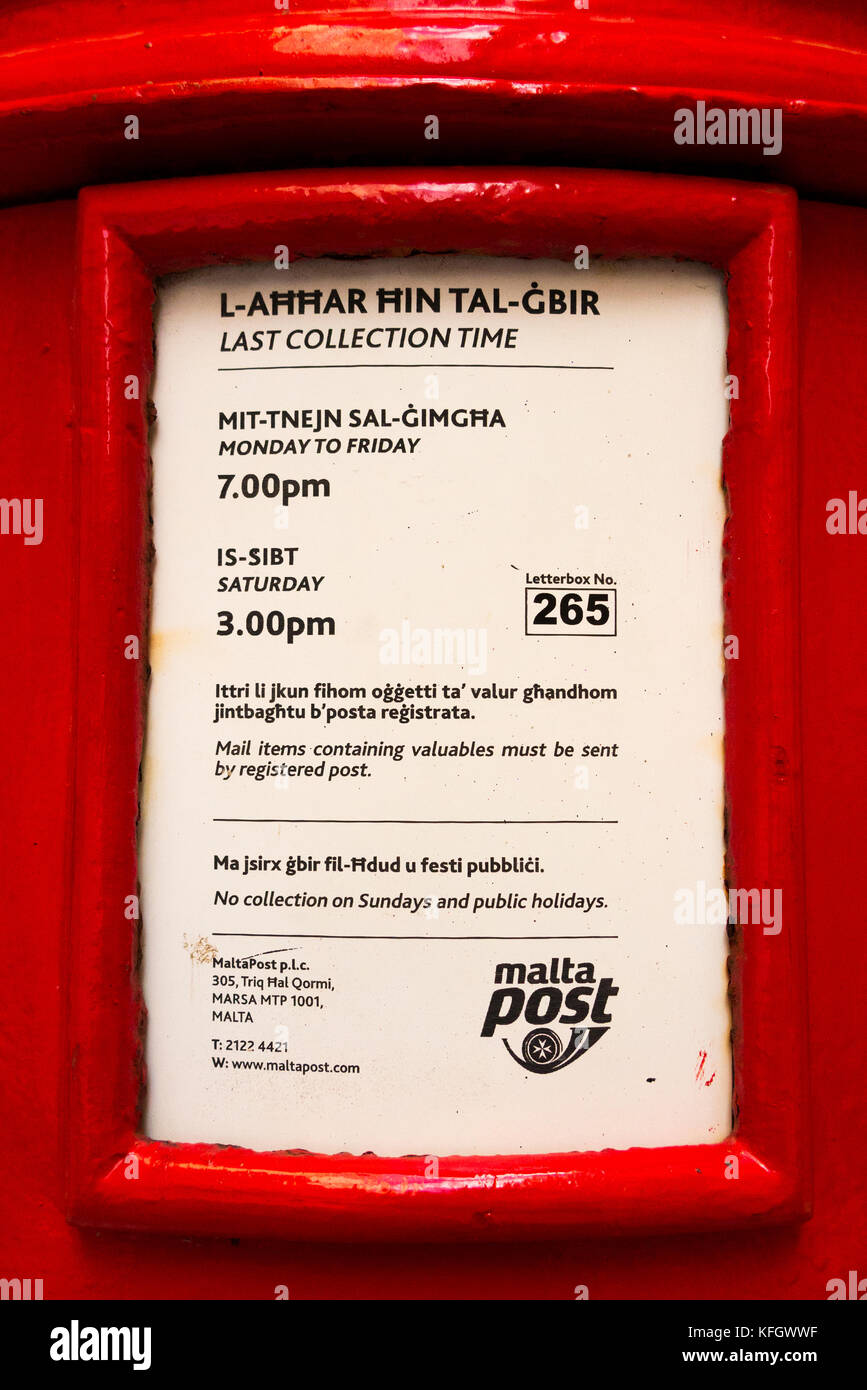 L-AĦĦAR ĦIN TAL-ĠBIR
LAST COLLECTION TIME
MIT-TNEJN SAL-ĠIMGĦA
MONDAY TO FRIDAY
7.00pm
IS-SIBT
SATURDAY
3.00pm
Letterbox No.
265
Ittri li jkun fihom oġġetti ta' valur għandhom
jintbagħtu b'posta reġistrata.
Mail items containing valuables must be sent
by registered post.
Ma jsirx ġbir fil-Ħdud u festi pubbliċi.
No collection on Sundays and public holidays.
MaltaPost p.l.c.
305, Triq Ħal Qormi,
MARSA MTP 1001,
MALTA
T: 2122 4421
W: www.maltapost.com
malta
post
alamy
Image ID: KFGWWF
www.alamy.com